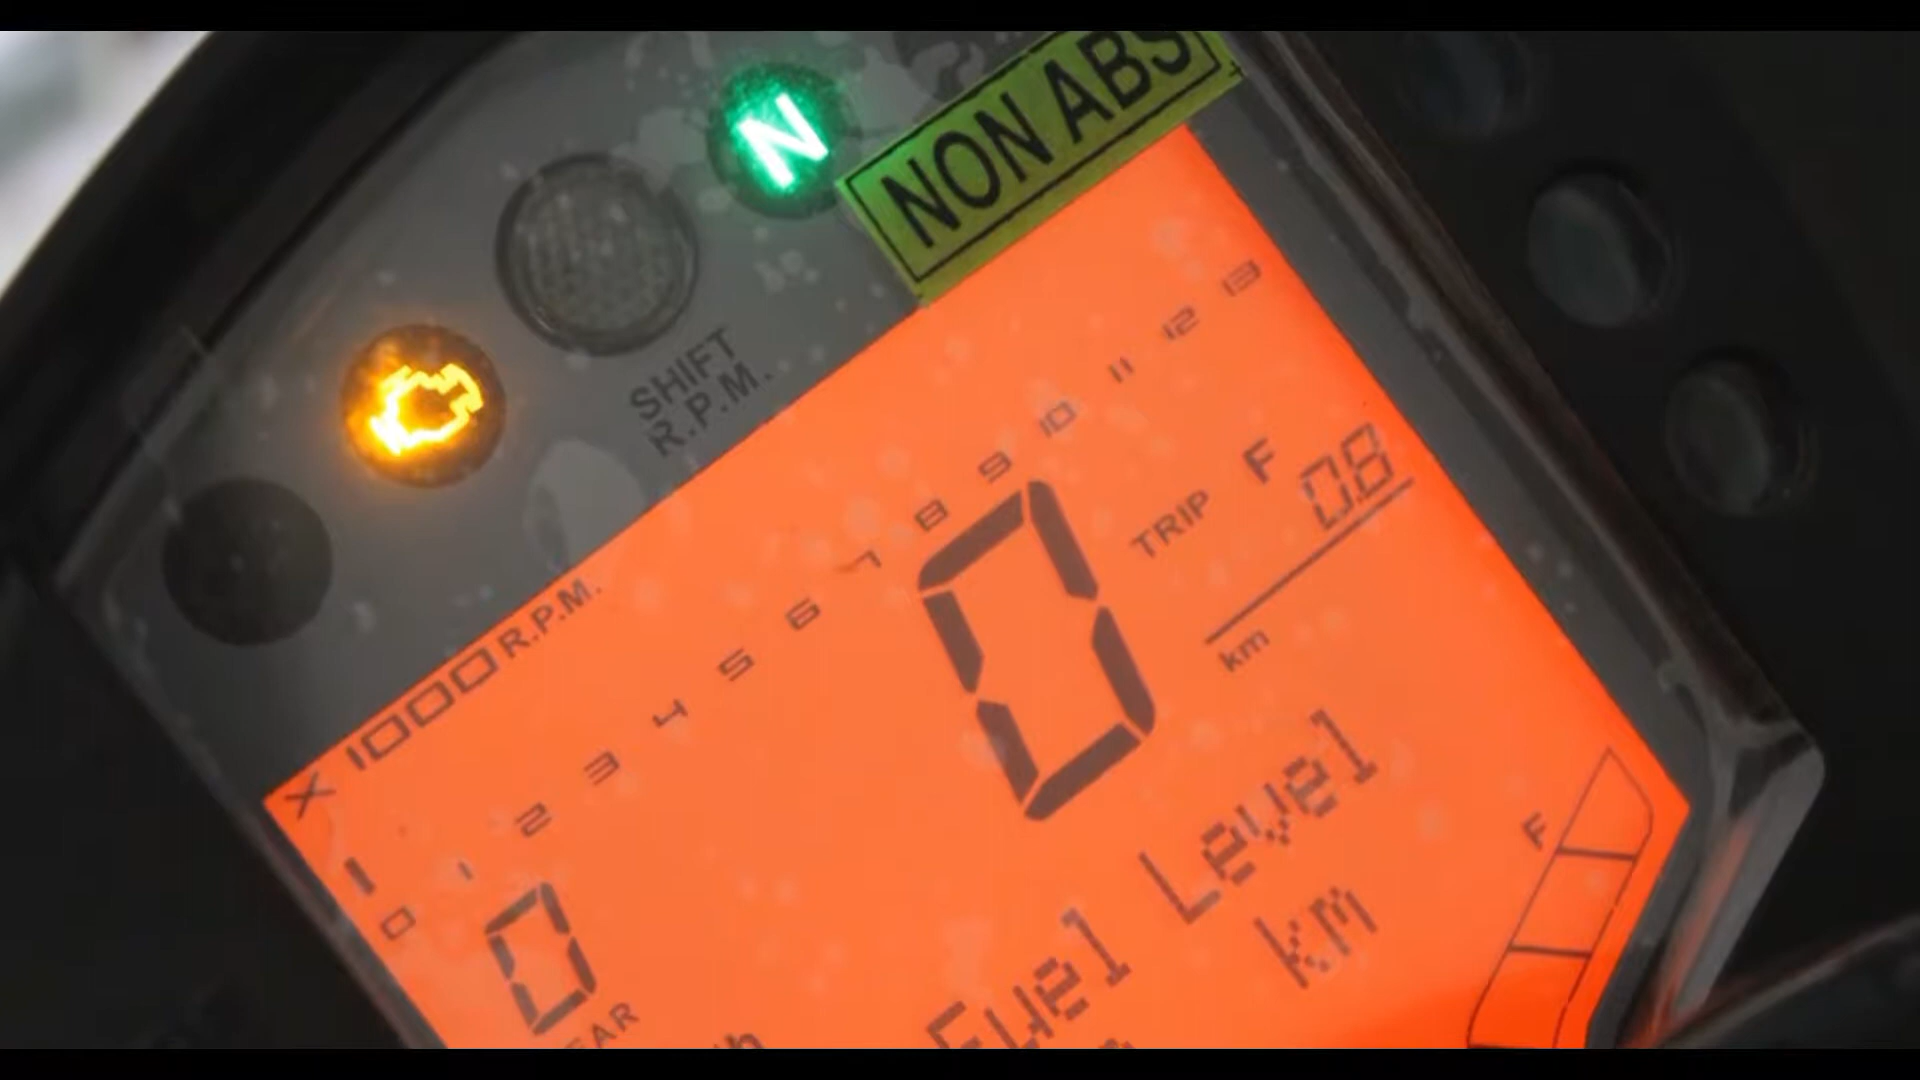 N
NON ABS
SHIFT
R.P.M.
X 1000 R.P.M.
0 1 2 3 4 5 6 7 8 9 10 11 12 13
0
TRIP F 0.8
km
0
Fuel Level
km
F